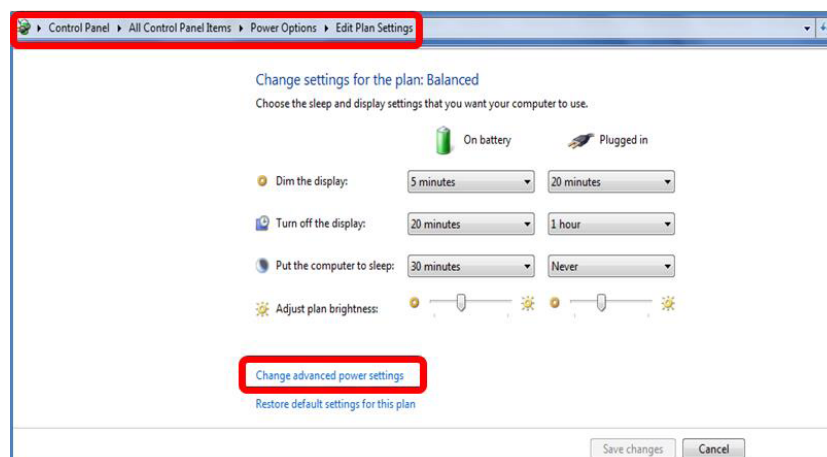 Control Panel ▸ All Control Panel Items ▸ Power Options ▸ Edit Plan Settings
Change settings for the plan: Balanced
Choose the sleep and display settings that you want your computer to use.
On battery Plugged in
Dim the display: 5 minutes 20 minutes
Turn off the display: 20 minutes 1 hour
Put the computer to sleep: 30 minutes Never
Adjust plan brightness:
Change advanced power settings
Restore default settings for this plan
Save changes Cancel